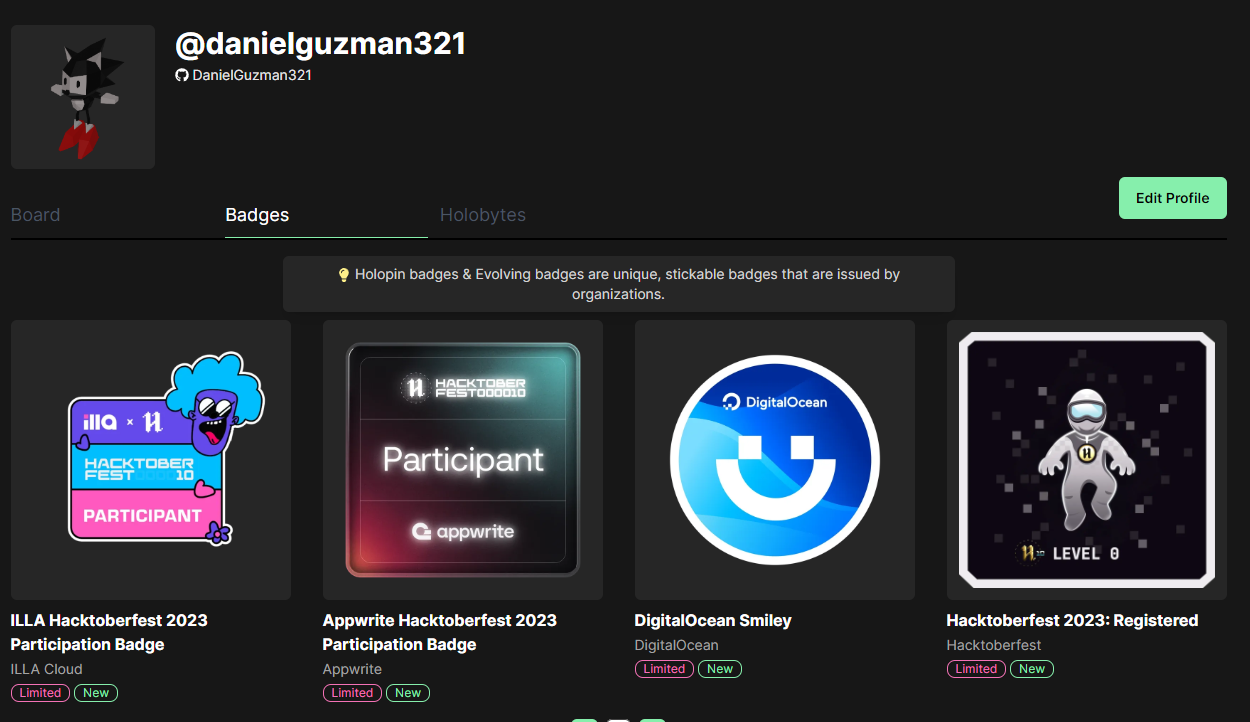 @danielguzman321
DanielGuzman321
Edit Profile
Board
Badges
Holobytes
Holopin badges & Evolving badges are unique, stickable badges that are issued by
organizations.
illa ×
HACKTOBER
FEST00010
PARTICIPANT
HACKTOBER
FEST000010
Participant
appwrite
DigitalOcean
LEVEL 0
ILLA Hacktoberfest 2023
Participation Badge
ILLA Cloud
Limited New
Appwrite Hacktoberfest 2023
Participation Badge
Appwrite
Limited New
DigitalOcean Smiley
DigitalOcean
Limited New
Hacktoberfest 2023: Registered
Hacktoberfest
Limited New